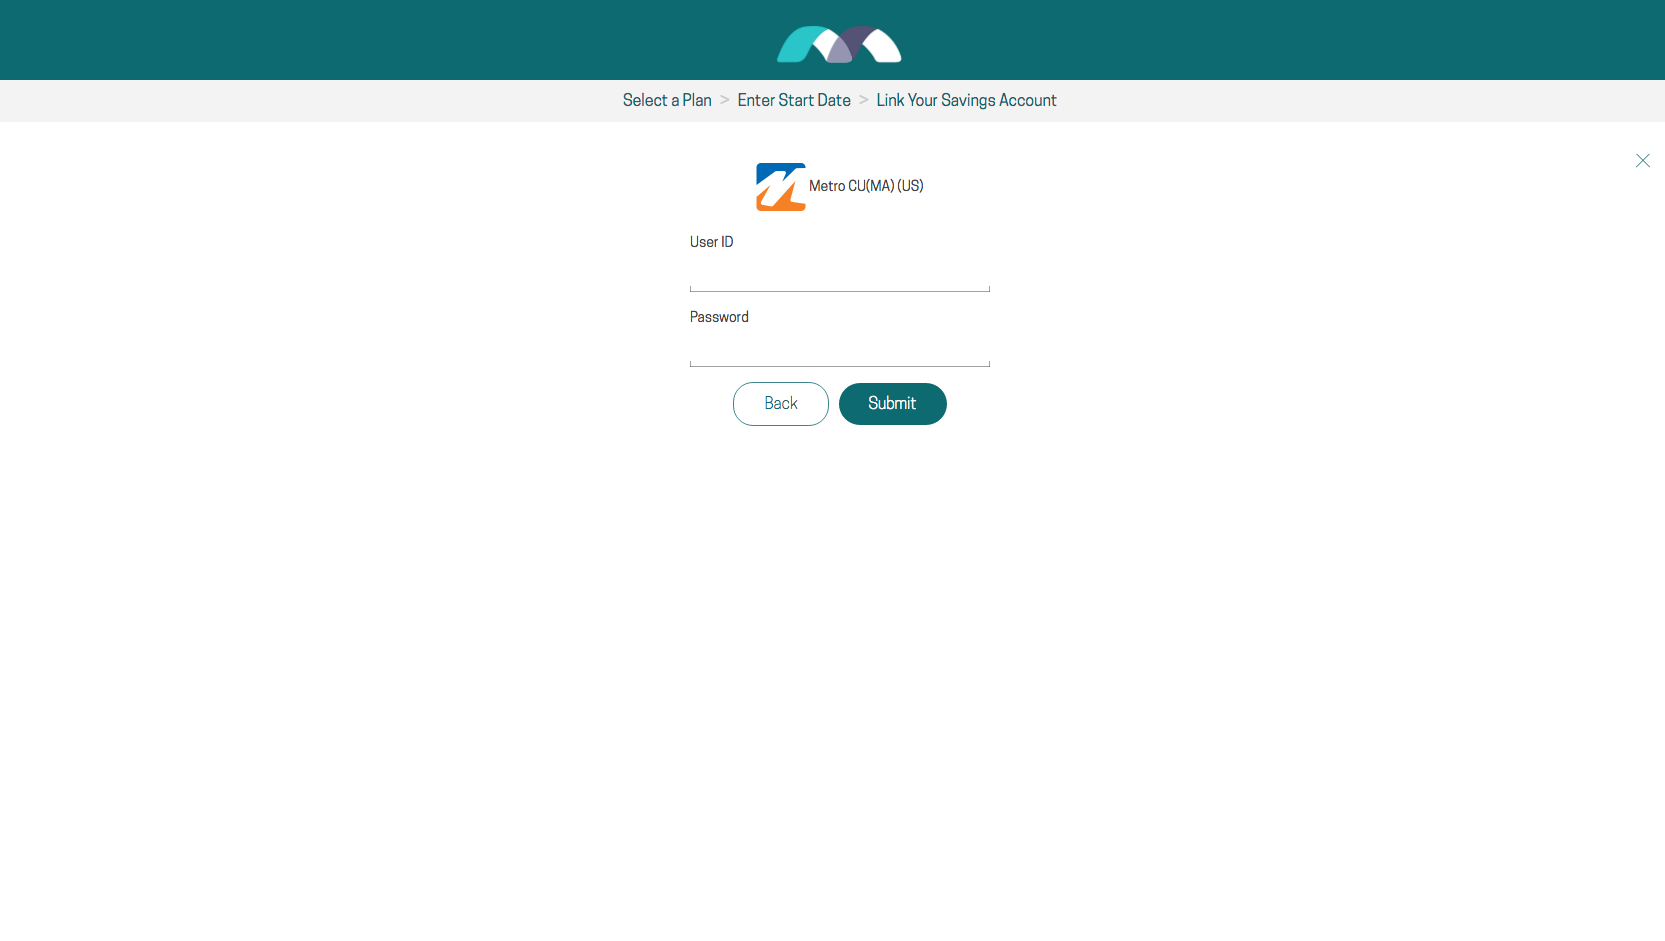 Select a Plan > Enter Start Date > Link Your Savings Account
Metro CU(MA) (US)
User ID
Password
Back Submit